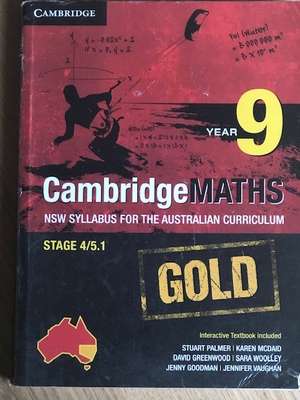 CAMBRIDGE
YEAR 9
CambridgeMATHS
NSW SYLLABUS FOR THE AUSTRALIAN CURRICULUM
STAGE 4/5.1
GOLD
Interactive Textbook included
STUART PALMER | KAREN MCDAID
DAVID GREENWOOD | SARA WOOLLEY
JENNY GOODMAN | JENNIFER VAUGHAN